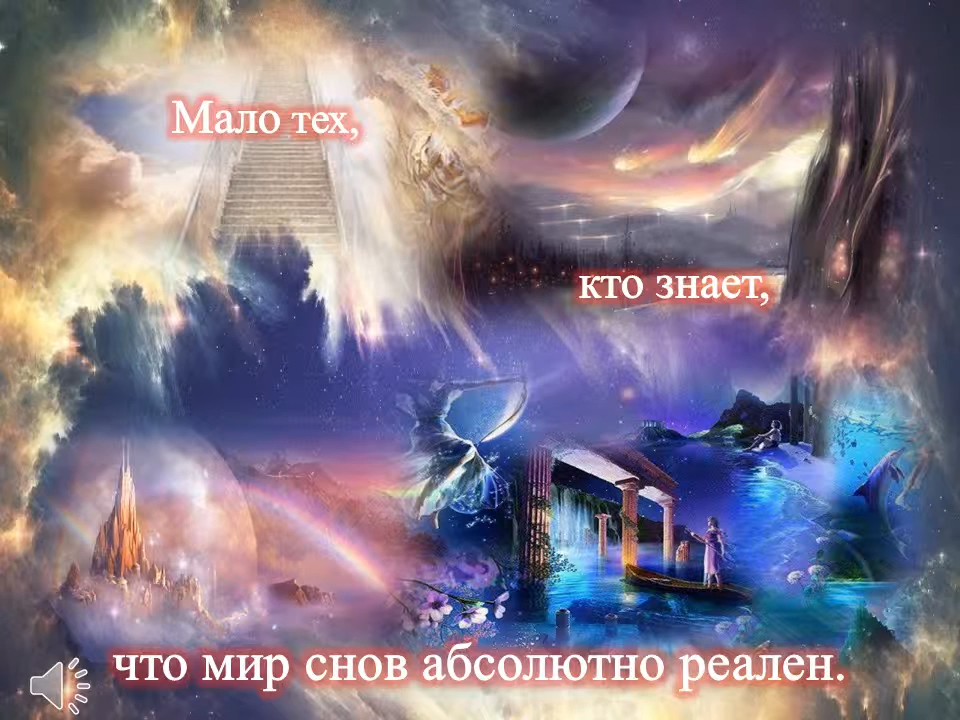 Мало тех,
кто знает,
что мир снов абсолютно реален.